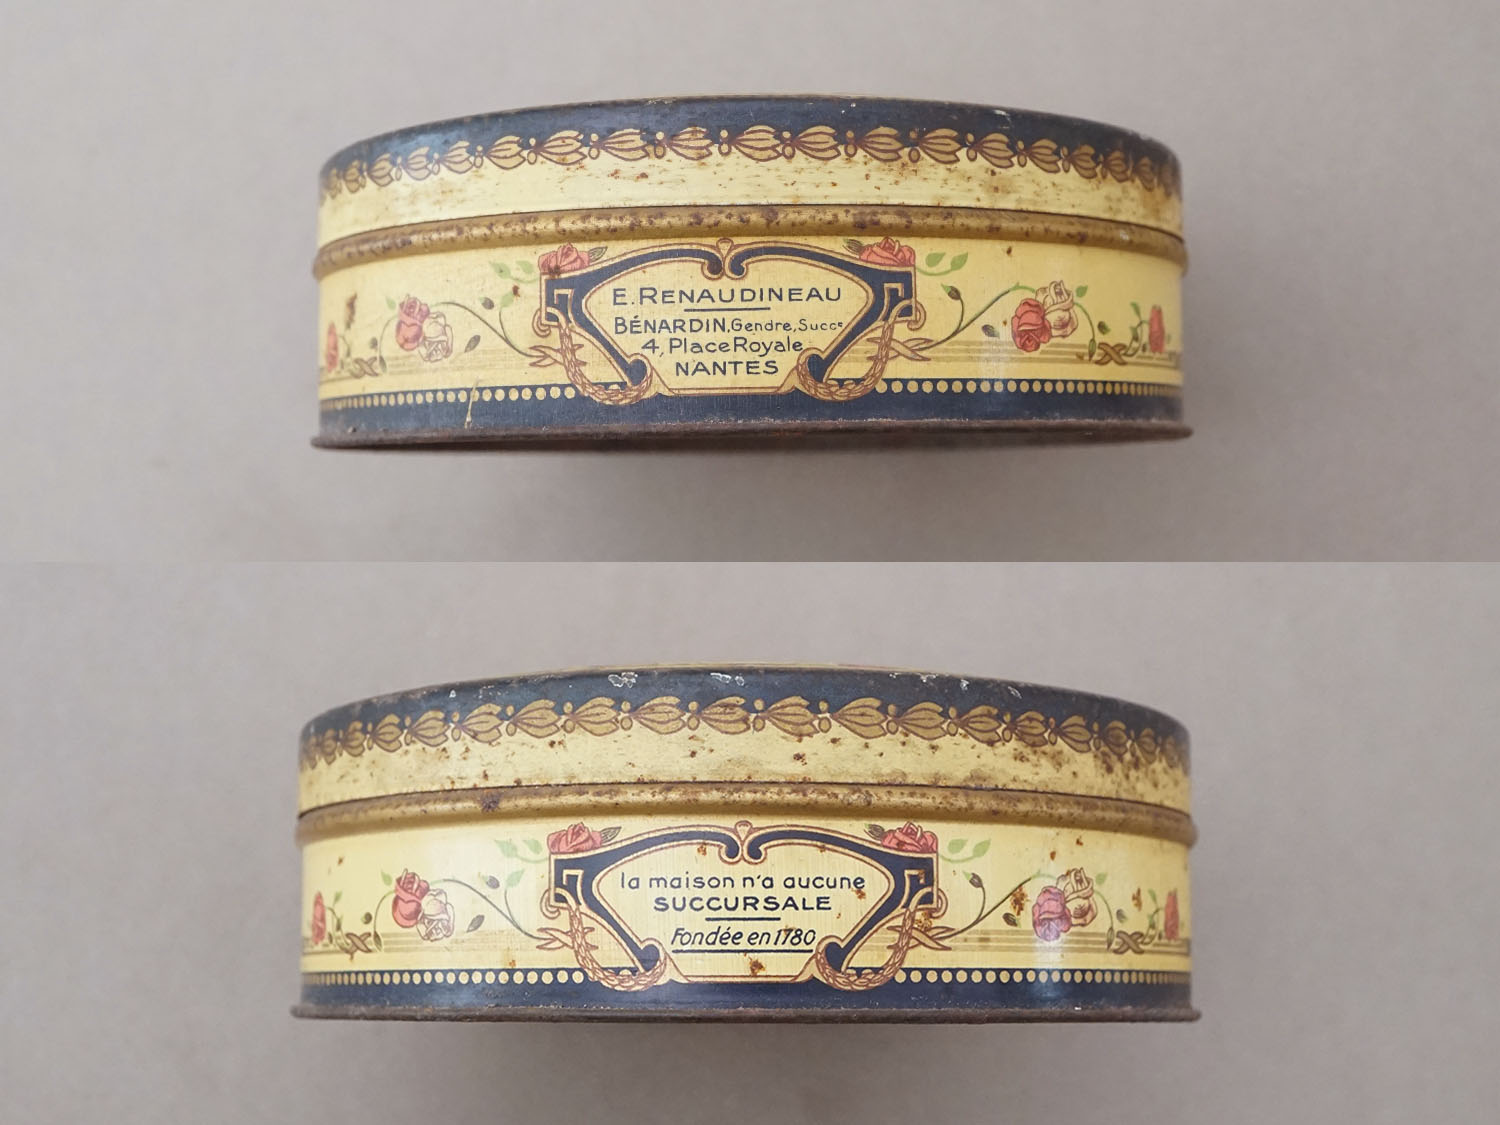 E. RENAUDINEAU
BÉNARDIN, Gendre, Succr
4, Place Royale
NANTES
la maison n'a aucune
SUCCURSALE
Fondée en 1780